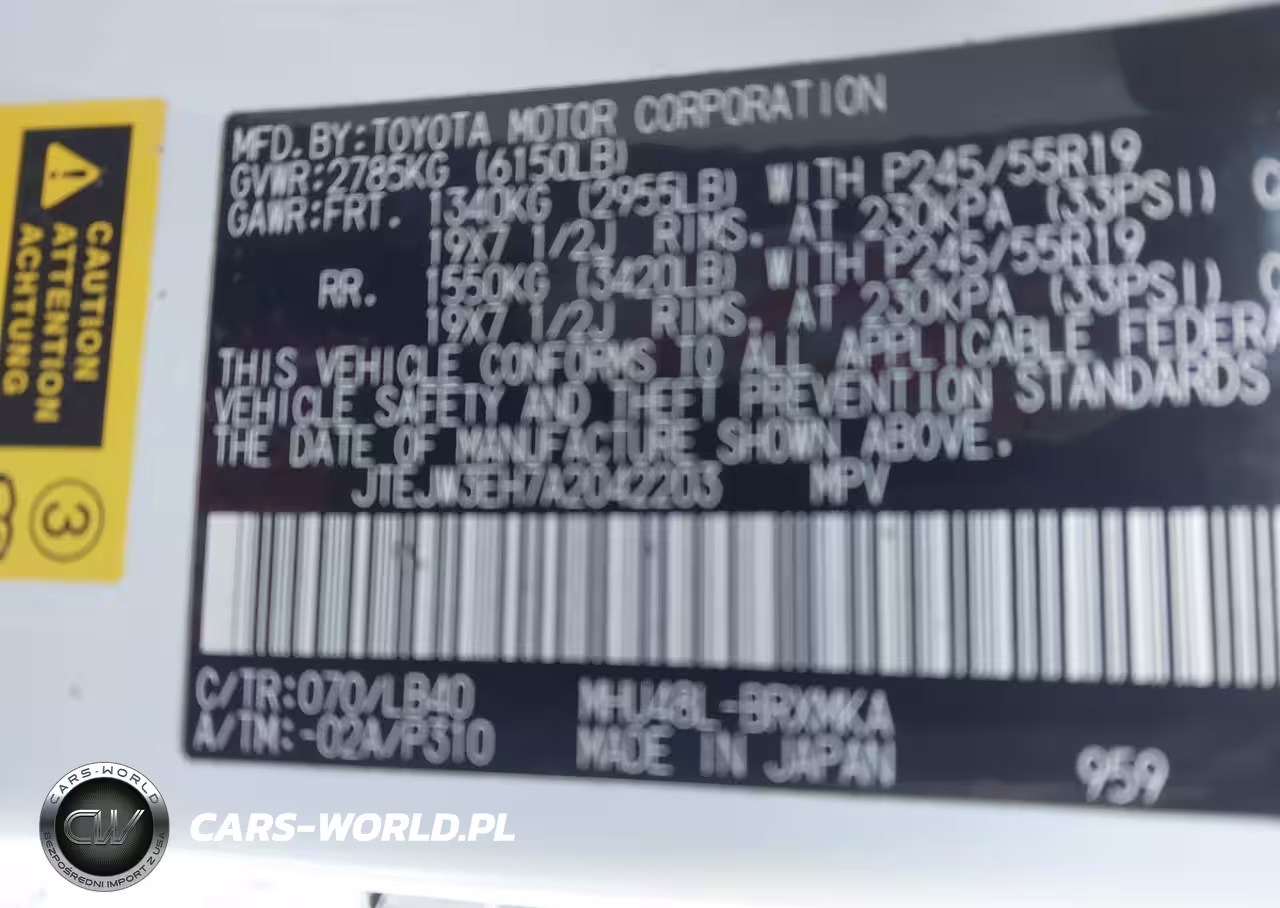 MFD.BY:TOYOTA MOTOR CORPORATION
GVWR:2785KG (6150LB)
GAWR:FRT. 1340KG (2955LB) WITH P245/55R19
19X7 1/2J RIMS. AT 230KPA (33PSI) C
RR. 1550KG (3420LB) WITH P245/55R19
19X7 1/2J RIMS. AT 230KPA (33PSI)
THIS VEHICLE CONFORMS TO ALL APPLICABLE FEDERA
VEHICLE SAFETY AND THEFT PREVENTION STANDARDS
THE DATE OF MANUFACTURE SHOWN ABOVE.
JTEJW3EH7A2042203 MPV
C/TR:070/LB40 MHU48L-BRXMKA
A/TM:-02A/P310 MADE IN JAPAN
959
CAUTION
ATTENTION
ACHTUNG
3
CARS-WORLD
CW
BEZPOŚREDNI IMPORT Z USA
CARS-WORLD.PL